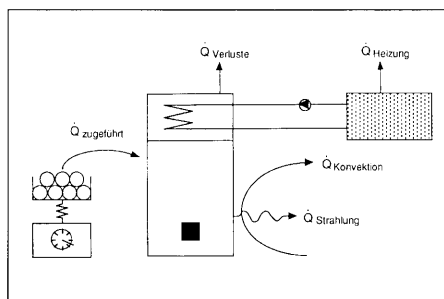 Q̇ Verluste
Q̇ Heizung
Q̇ zugeführt
Q̇ Konvektion
Q̇ Strahlung